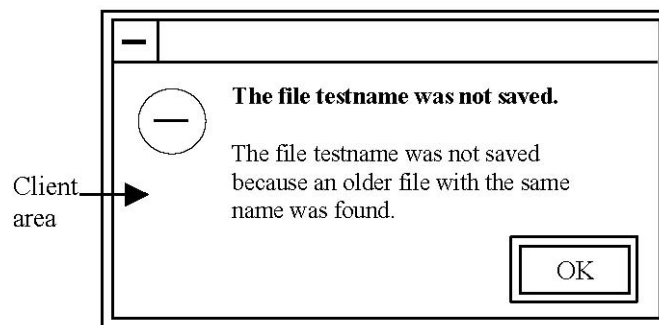 The file testname was not saved.
The file testname was not saved
because an older file with the same
name was found.
Client
area
OK